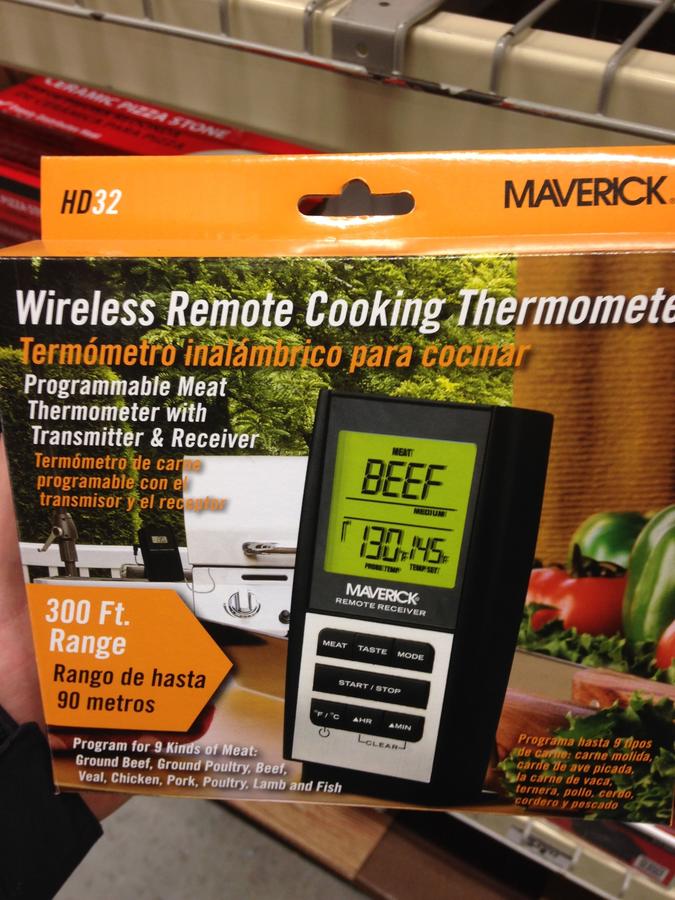 CERAMIC PIZZA STONE
HD32
MAVERICK
Wireless Remote Cooking Thermomete
Termómetro inalámbrico para cocinar
Programmable Meat
Thermometer with
Transmitter & Receiver
Termómetro de carne
programable con el
transmisor y el receptor
MEAT
BEEF
MEDIUM
130°F 145°F
PROBE TEMP TEMP SET
MAVERICK
REMOTE RECEIVER
MEAT TASTE MODE
START / STOP
°F / °C ▲HR ▲MIN
CLEAR
300 Ft.
Range
Rango de hasta
90 metros
Program for 9 Kinds of Meat:
Ground Beef, Ground Poultry, Beef,
Veal, Chicken, Pork, Poultry, Lamb and Fish
Programa hasta 9 tipos
de carne: carne molida,
carne de ave picada,
la carne de vaca,
ternera, pollo, cerdo,
cordero y pescado